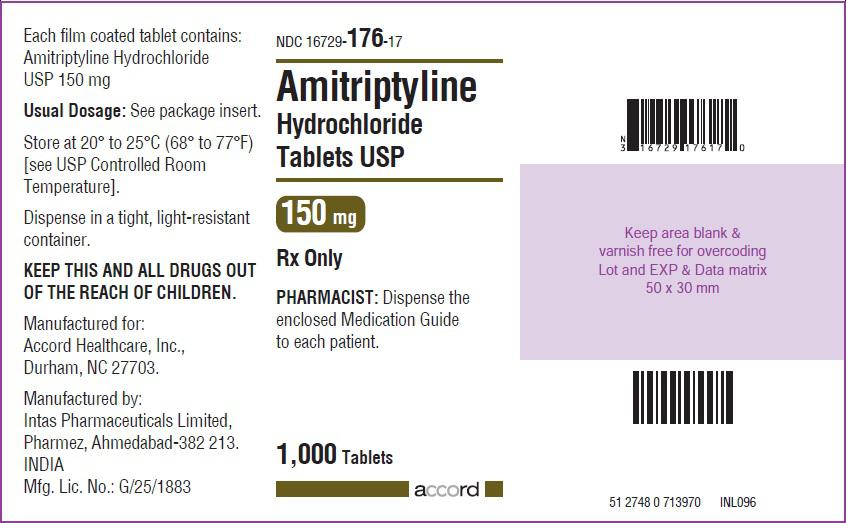 Each film coated tablet contains:
Amitriptyline Hydrochloride
USP 150 mg
Usual Dosage: See package insert.
Store at 20° to 25°C (68° to 77°F)
[see USP Controlled Room
Temperature].
Dispense in a tight, light-resistant
container.
KEEP THIS AND ALL DRUGS OUT
OF THE REACH OF CHILDREN.
Manufactured for:
Accord Healthcare, Inc.,
Durham, NC 27703.
Manufactured by:
Intas Pharmaceuticals Limited,
Pharmez, Ahmedabad-382 213.
INDIA
Mfg. Lic. No.: G/25/1883
NDC 16729-176-17
Amitriptyline
Hydrochloride
Tablets USP
150 mg
Rx Only
PHARMACIST: Dispense the
enclosed Medication Guide
to each patient.
1,000 Tablets
accord
N
3 16729 17617 0
Keep area blank &
varnish free for overcoding
Lot and EXP & Data matrix
50 x 30 mm
51 2748 0 713970 INL096